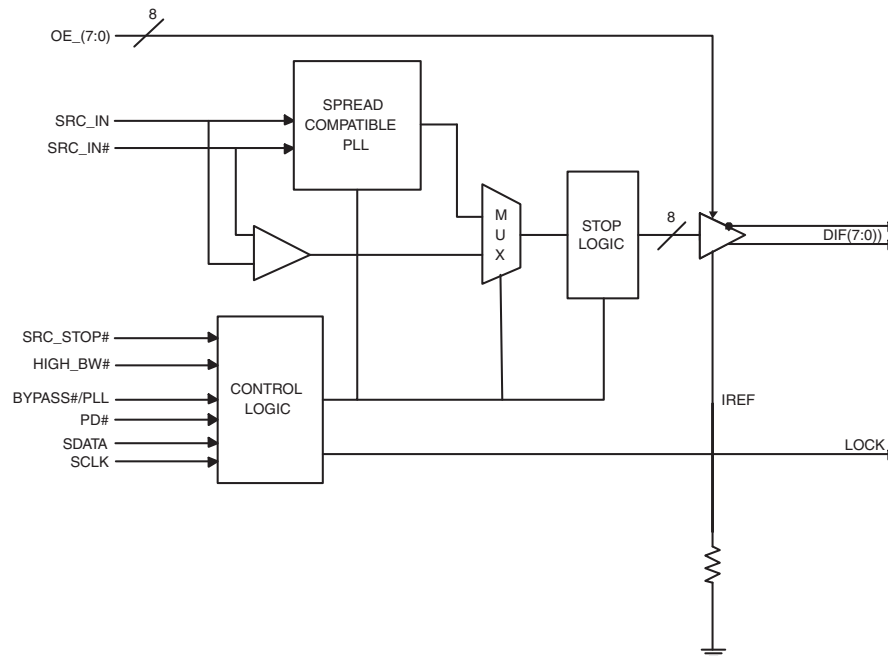 8
OE_(7:0)
SPREAD
COMPATIBLE
PLL
SRC_IN
SRC_IN#
M
U
X
STOP
LOGIC
8
DIF(7:0))
SRC_STOP#
HIGH_BW#
BYPASS#/PLL
PD#
SDATA
SCLK
CONTROL
LOGIC
IREF
LOCK